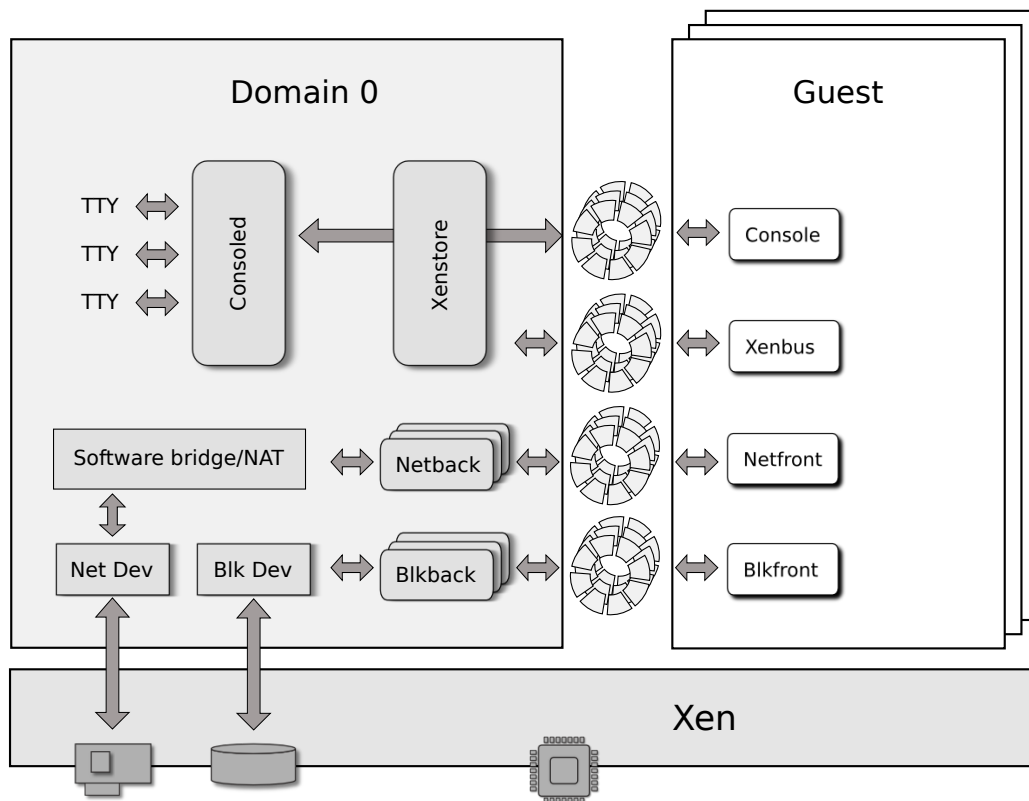 Domain 0
Guest
TTY
TTY
TTY
Consoled
Xenstore
Console
Xenbus
Software bridge/NAT
Netback
Netfront
Net Dev
Blk Dev
Blkback
Blkfront
Xen